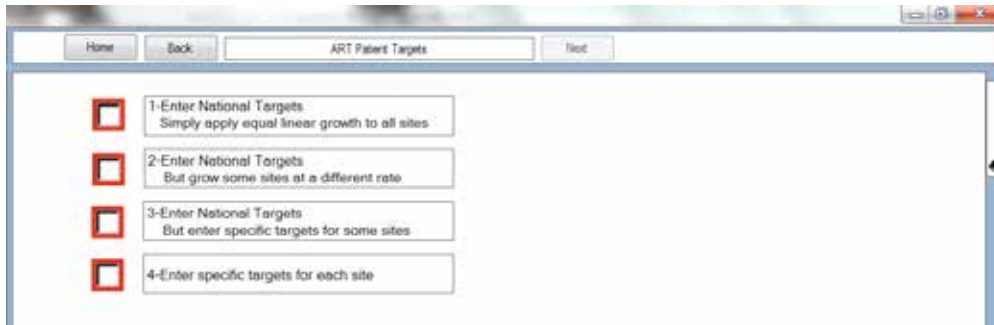 Home Back ART Patient Targets Next
1-Enter National Targets
Simply apply equal linear growth to all sites
2-Enter National Targets
But grow some sites at a different rate
3-Enter National Targets
But enter specific targets for some sites
4-Enter specific targets for each site